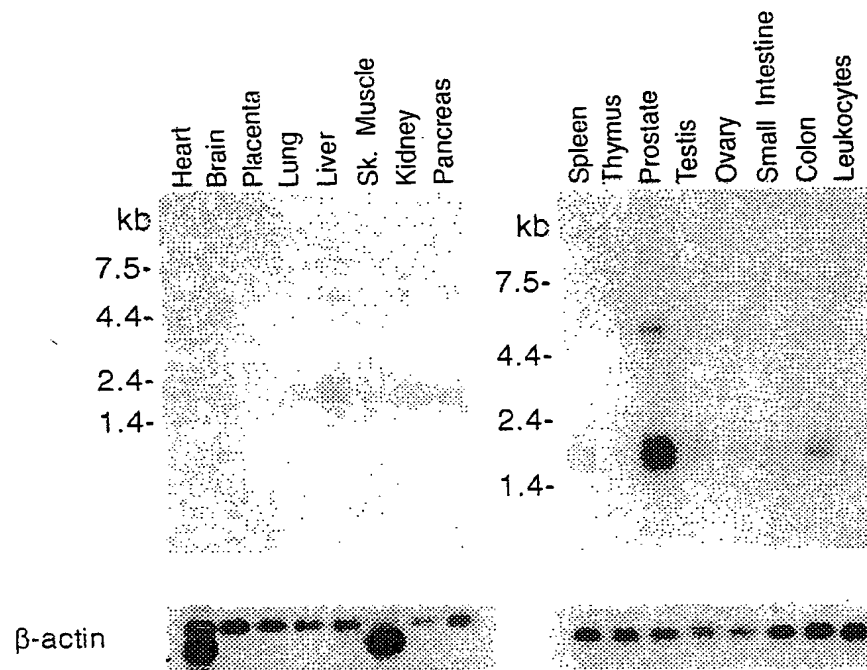 Heart
Brain
Placenta
Lung
Liver
Sk. Muscle
Kidney
Pancreas
kb
7.5-
4.4-
2.4-
1.4-
Spleen
Thymus
Prostate
Testis
Ovary
Small Intestine
Colon
Leukocytes
kb
7.5-
4.4-
2.4-
1.4-
β-actin